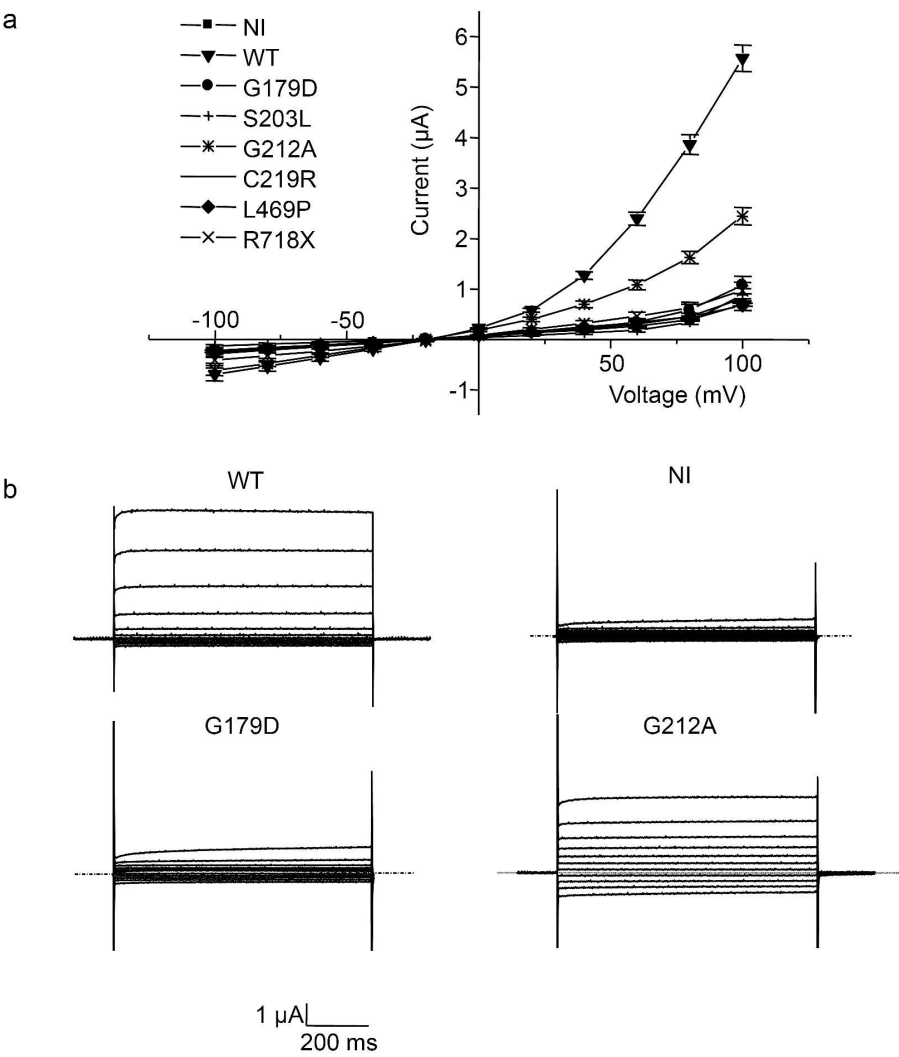 a
NI
WT
G179D
S203L
G212A
C219R
L469P
R718X
Current (µA)
6
5
4
3
2
1
-1
-100
-50
50
100
Voltage (mV)
b
WT
NI
G179D
G212A
1 µA
200 ms